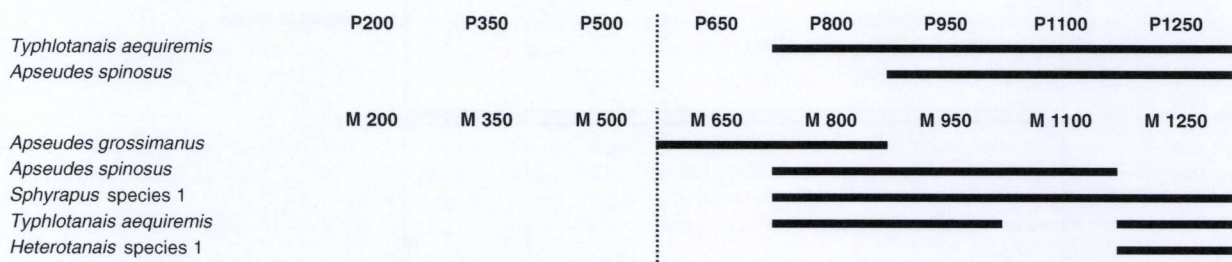 P200 P350 P500 P650 P800 P950 P1100 P1250
Typhlotanais aequiremis
Apseudes spinosus
M 200 M 350 M 500 M 650 M 800 M 950 M 1100 M 1250
Apseudes grossimanus
Apseudes spinosus
Sphyrapus species 1
Typhlotanais aequiremis
Heterotanais species 1